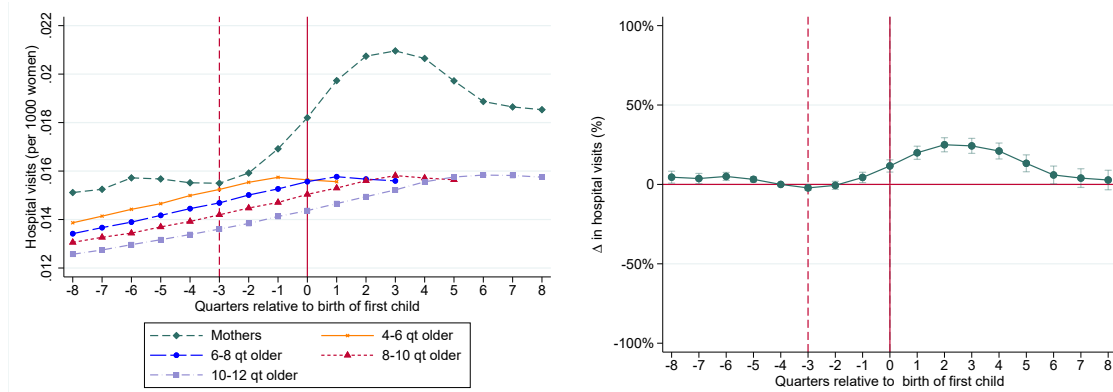 Hospital visits (per 1000 women)
.022
.02
.018
.016
.014
.012
-8 -7 -6 -5 -4 -3 -2 -1 0 1 2 3 4 5 6 7 8
Quarters relative to birth of first child
Mothers 4-6 qt older
6-8 qt older 8-10 qt older
10-12 qt older
Δ in hospital visits (%)
100%
50%
0
-50%
-100%
-8 -7 -6 -5 -4 -3 -2 -1 0 1 2 3 4 5 6 7 8
Quarters relative to birth of first child